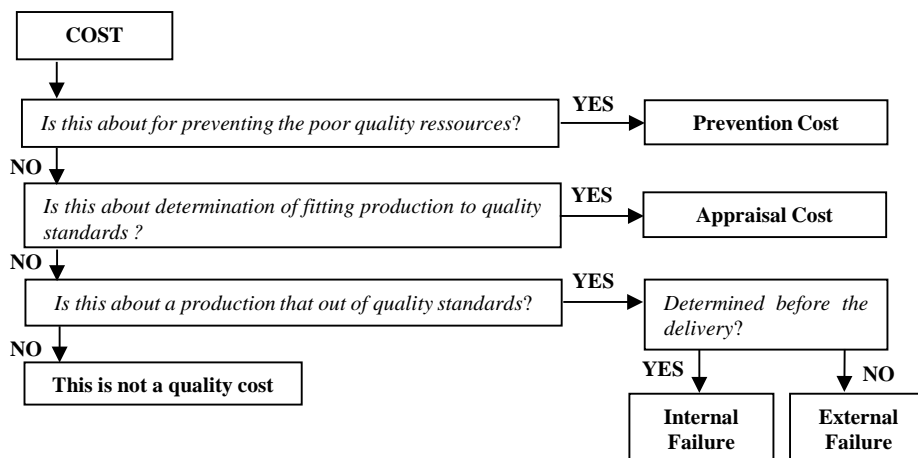 COST
YES
Is this about for preventing the poor quality ressources?
Prevention Cost
NO
YES
Is this about determination of fitting production to quality
standards ?
Appraisal Cost
NO
YES
Is this about a production that out of quality standards?
Determined before the
delivery?
NO
This is not a quality cost
YES
NO
Internal
Failure
External
Failure